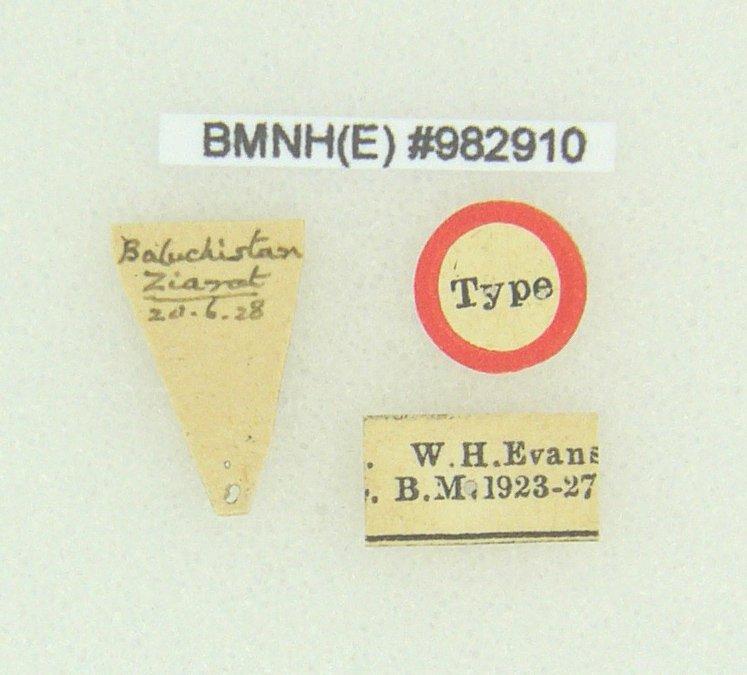 BMNH(E) #982910
Baluchistan
Ziarat
20.6.28
Type
. W.H.Evans
. B.M. 1923-27